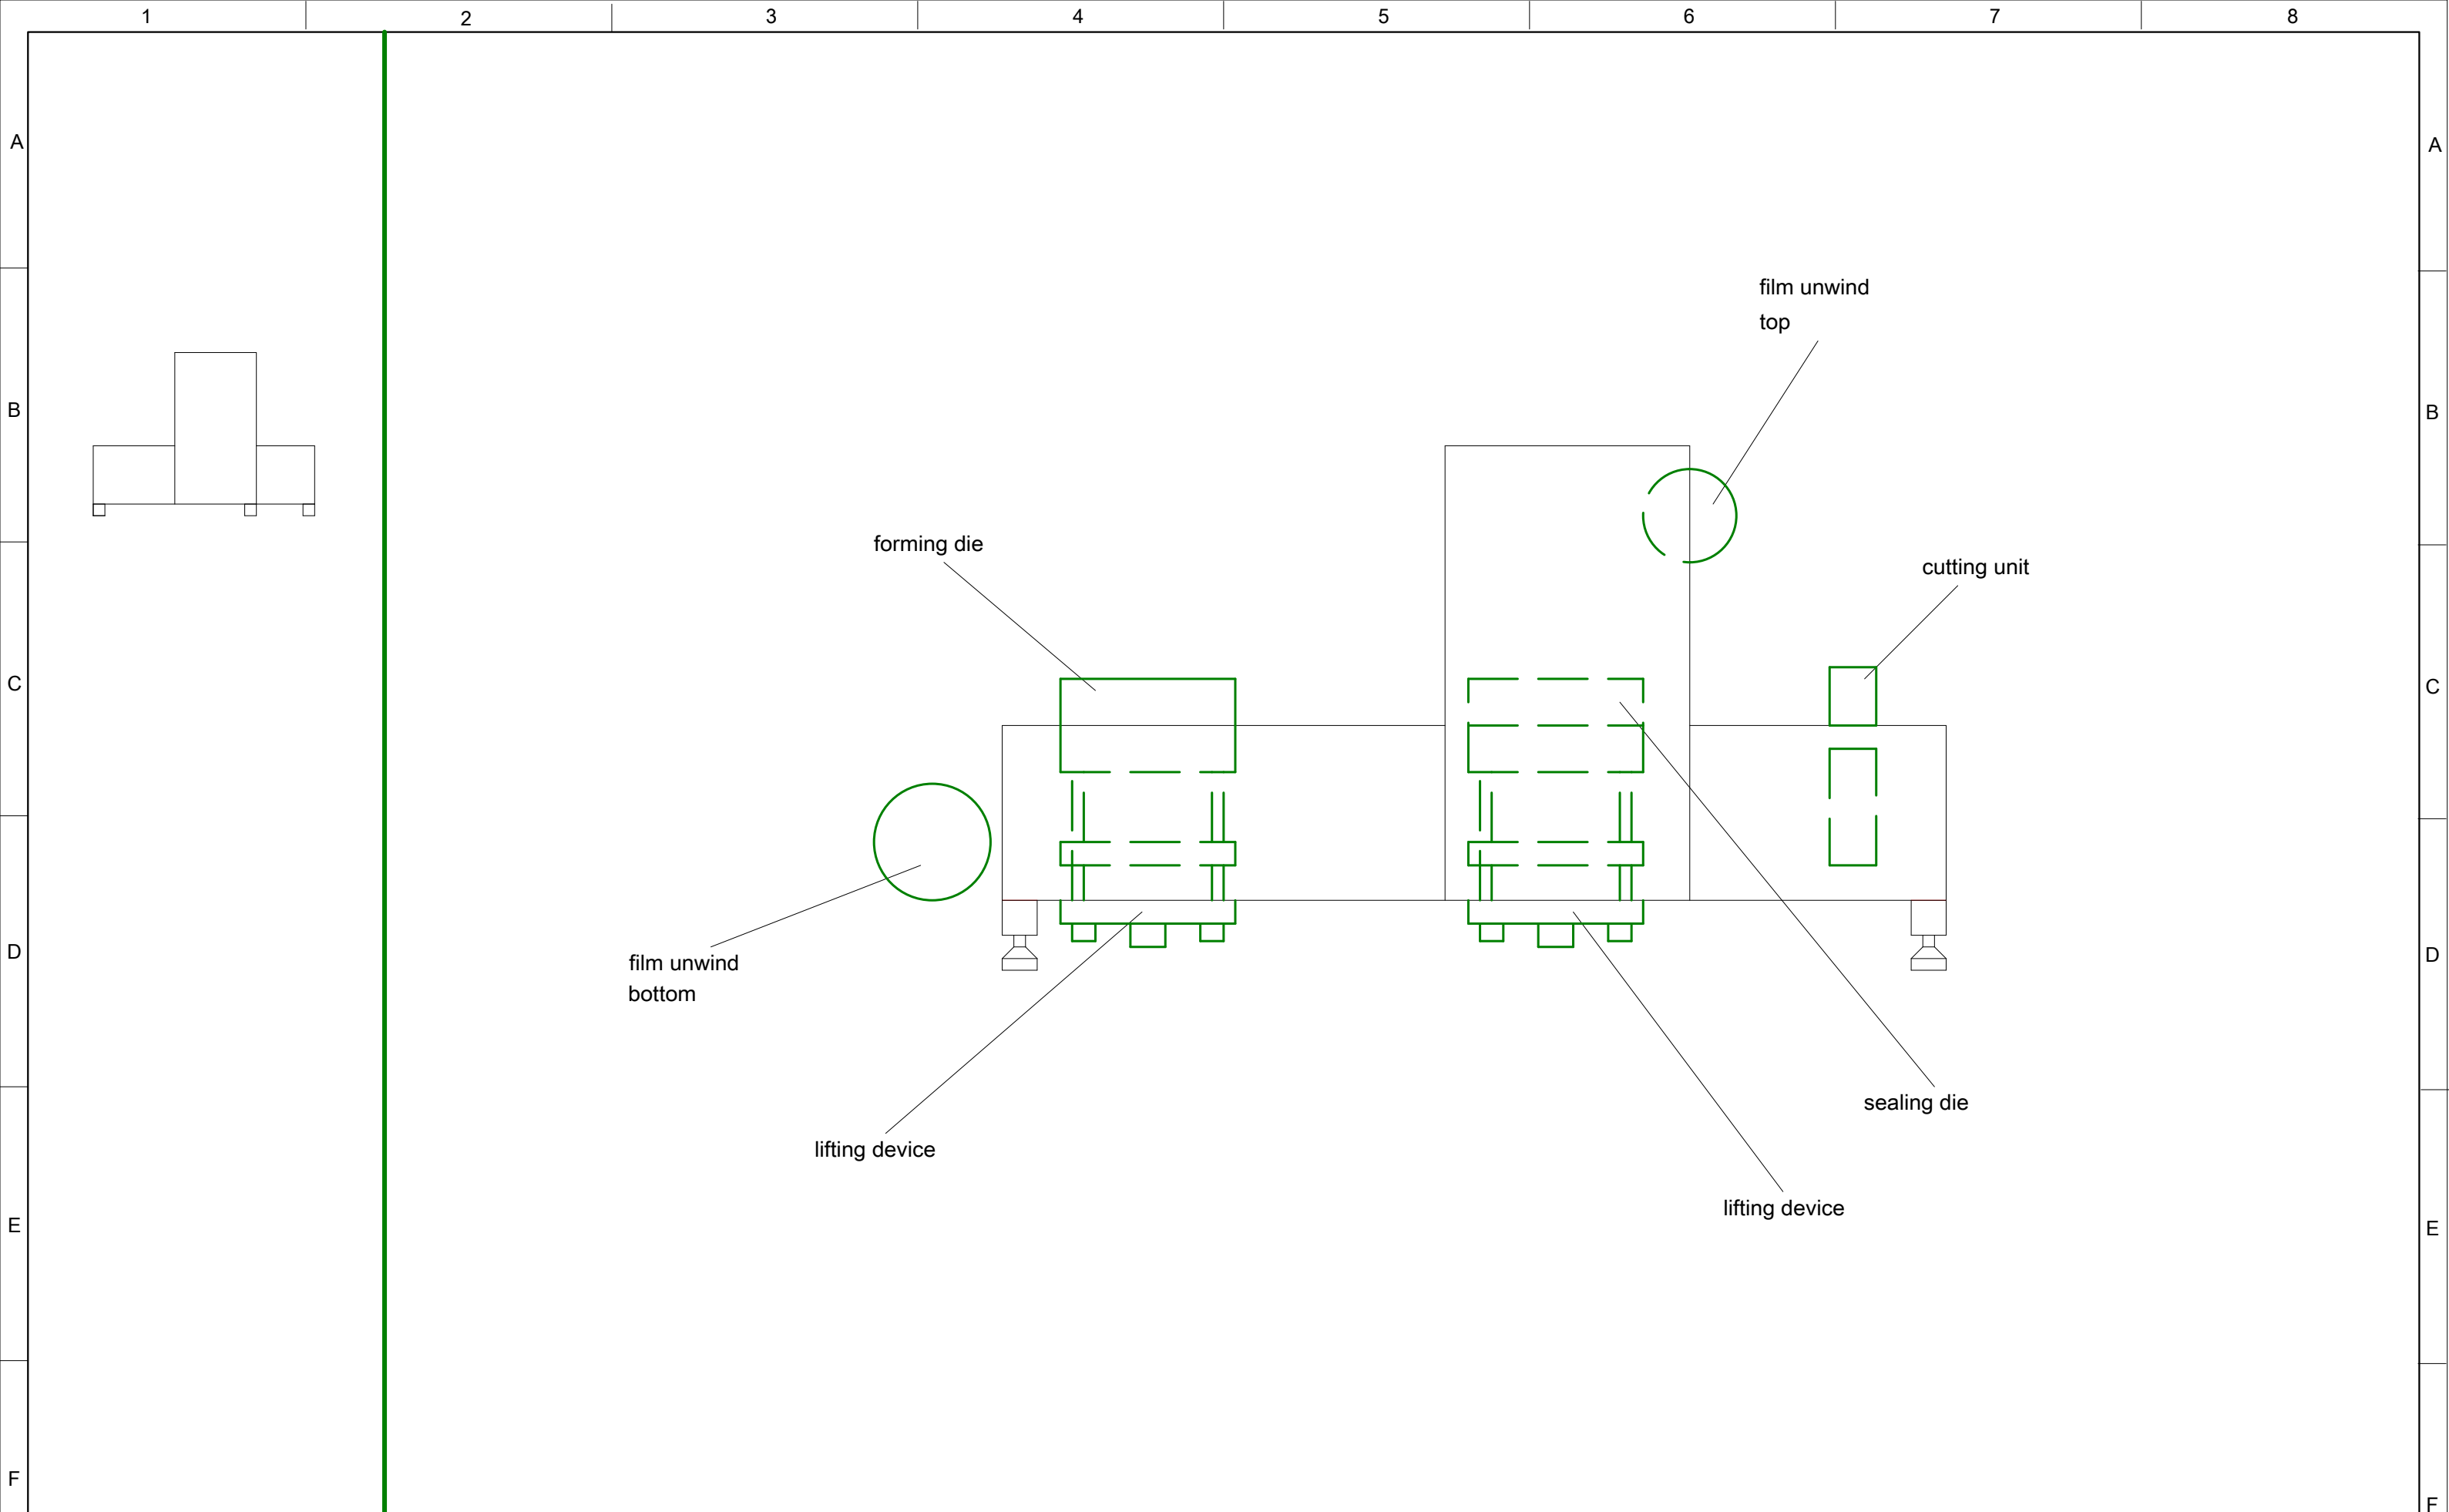 1 2 3 4 5 6 7 8
A A
film unwind
top
B B
forming die
cutting unit
C C
D D
film unwind
bottom
sealing die
lifting device
lifting device
E E
F F